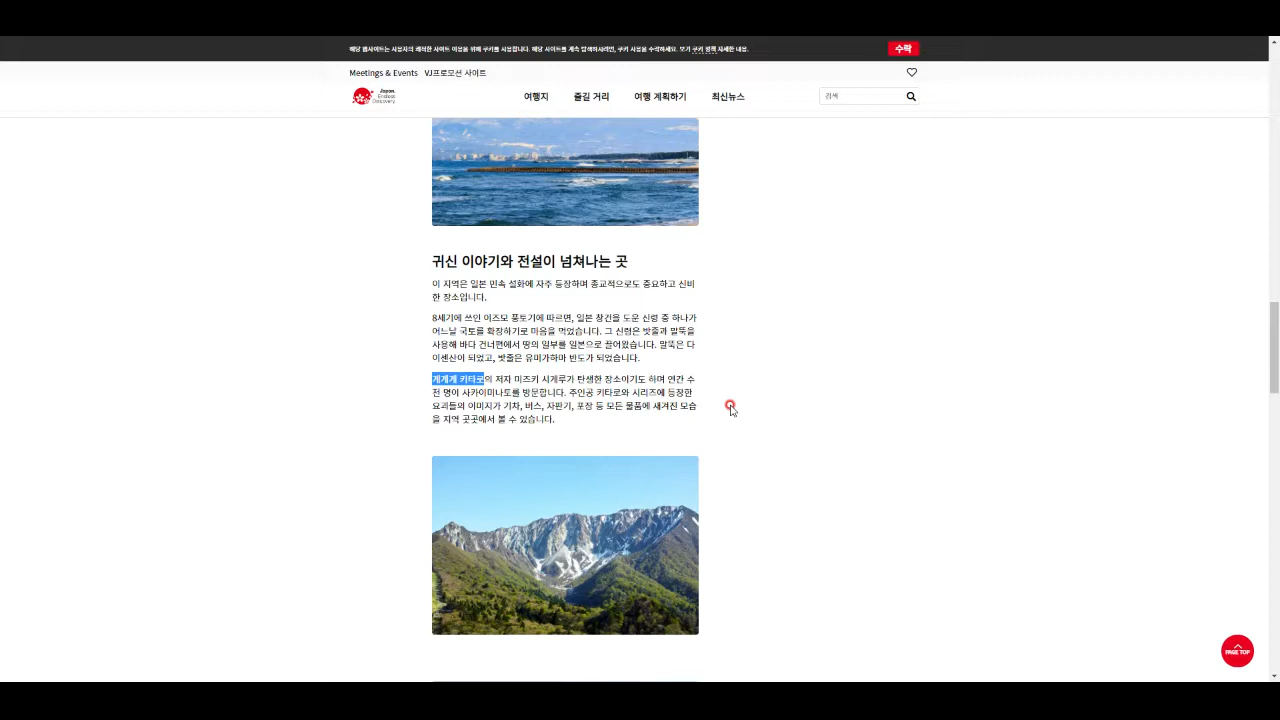 해당 웹사이트는 사용자의 쾌적한 사이트 이용을 위해 쿠키를 사용합니다. 해당 사이트를 계속 탐색하시려면, 쿠키 사용을 수락하세요. 보기 쿠키 정책 자세한 내용.
수락
Meetings & Events VJ프로모션 사이트
Japan.
Endless
Discovery.
여행지 즐길 거리 여행 계획하기 최신뉴스
검색
귀신 이야기와 전설이 넘쳐나는 곳
이 지역은 일본 민속 설화에 자주 등장하며 종교적으로도 중요하고 신비
한 장소입니다.
8세기에 쓰인 이즈모 풍토기에 따르면, 일본 창건을 도운 신령 중 하나가
어느날 국토를 확장하기로 마음을 먹었습니다. 그 신령은 밧줄과 말뚝을
사용해 바다 건너편에서 땅의 일부를 일본으로 끌어왔습니다. 말뚝은 다
이센산이 되었고, 밧줄은 유미가하마 반도가 되었습니다.
게게게 키타로의 저자 미즈키 시게루가 탄생한 장소이기도 하며 연간 수
천 명이 사카이미나토를 방문합니다. 주인공 키타로와 시리즈에 등장한
요괴들의 이미지가 기차, 버스, 자판기, 포장 등 모든 물품에 새겨진 모습
을 지역 곳곳에서 볼 수 있습니다.
PAGE TOP